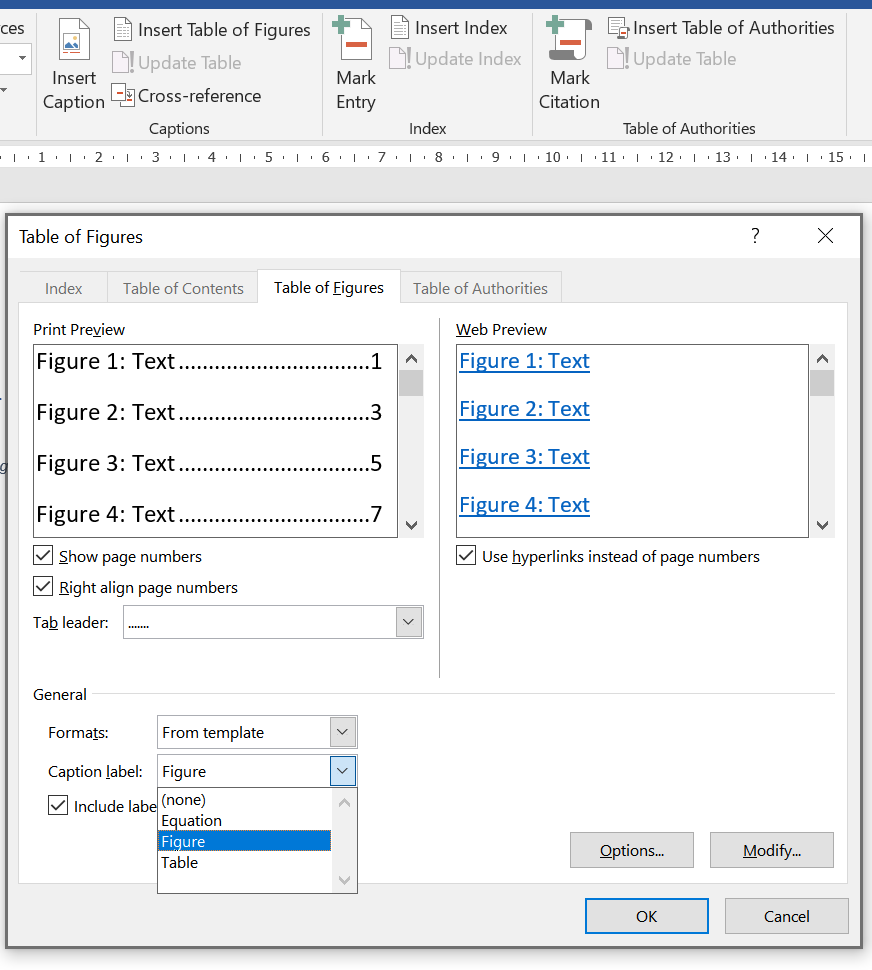 ces
Insert Caption
Insert Table of Figures
Update Table
Cross-reference
Captions
Mark Entry
Insert Index
Update Index
Index
Mark Citation
Insert Table of Authorities
Update Table
Table of Authorities
1 2 3 4 5 6 7 8 9 10 11 12 13 14 15
Table of Figures ?
Index Table of Contents Table of Figures Table of Authorities
Print Preview
Figure 1: Text..............................1
Figure 2: Text..............................3
Figure 3: Text..............................5
Figure 4: Text..............................7
Web Preview
Figure 1: Text
Figure 2: Text
Figure 3: Text
Figure 4: Text
Show page numbers
Right align page numbers
Tab leader: .......
Use hyperlinks instead of page numbers
General
Formats: From template
Caption label: Figure
Include labe
(none)
Equation
Figure
Table
Options... Modify...
OK Cancel
g